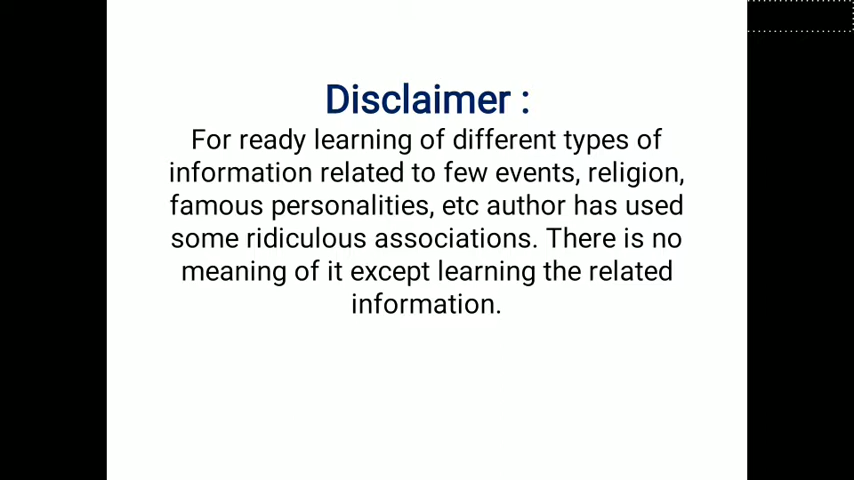 Disclaimer :
For ready learning of different types of
information related to few events, religion,
famous personalities, etc author has used
some ridiculous associations. There is no
meaning of it except learning the related
information.